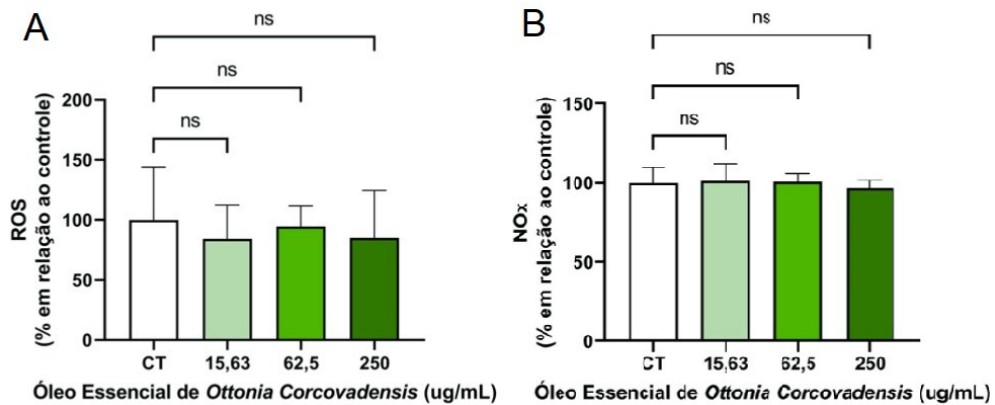 A
ns
ns
ns
200
150
100
50
0
ROS
(% em relação ao controle)
CT 15,63 62,5 250
Óleo Essencial de Ottonia Corcovadensis (ug/mL)
B
ns
ns
ns
150
100
50
0
NOx
(% em relação ao controle)
CT 15,63 62,5 250
Óleo Essencial de Ottonia Corcovadensis (ug/mL)